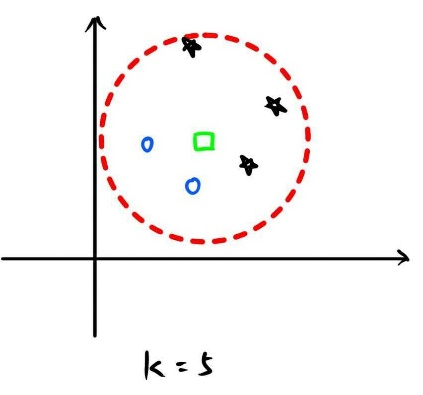 k = 5